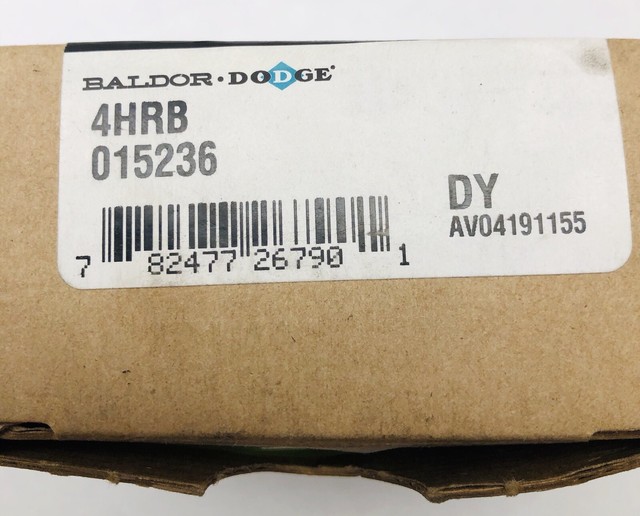 BALDOR · DODGE®
4HRB
015236
DY
AV04191155
7 82477 26790 1